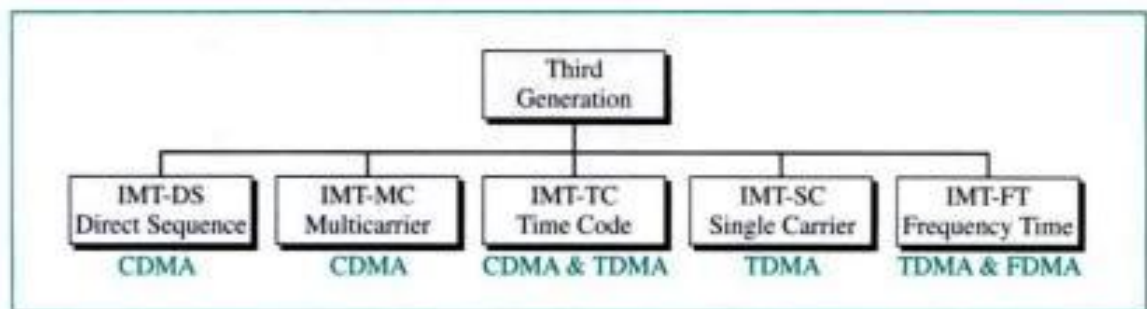 Third
Generation
IMT-DS
Direct Sequence
CDMA
IMT-MC
Multicarrier
CDMA
IMT-TC
Time Code
CDMA & TDMA
IMT-SC
Single Carrier
TDMA
IMT-FT
Frequency Time
TDMA & FDMA